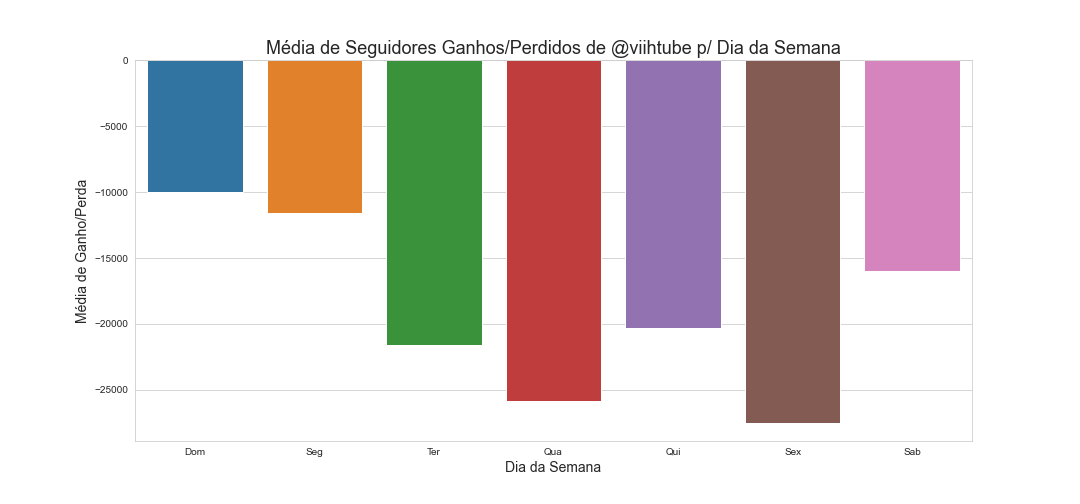 Média de Seguidores Ganhos/Perdidos de @viihtube p/ Dia da Semana
Média de Ganho/Perda
0
−5000
−10000
−15000
−20000
−25000
Dom Seg Ter Qua Qui Sex Sab
Dia da Semana